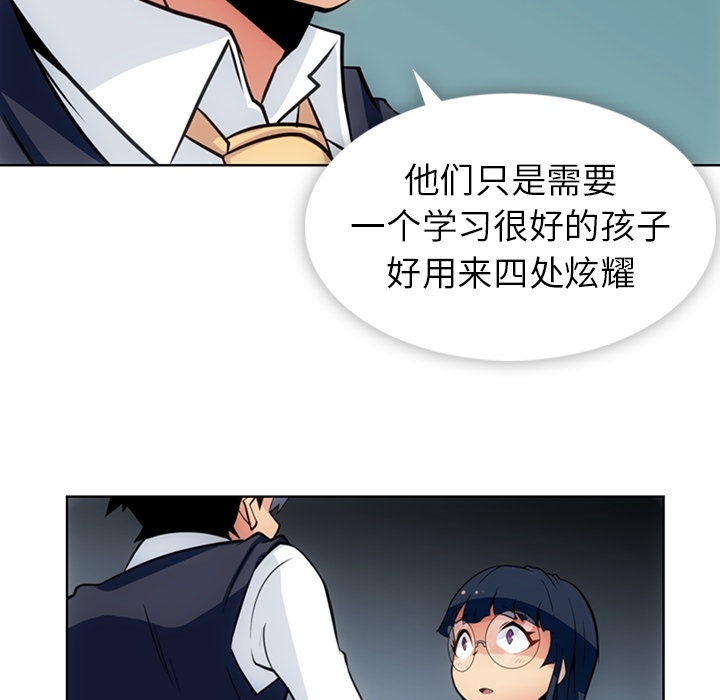 他们只是需要
一个学习很好的孩子
好用来四处炫耀